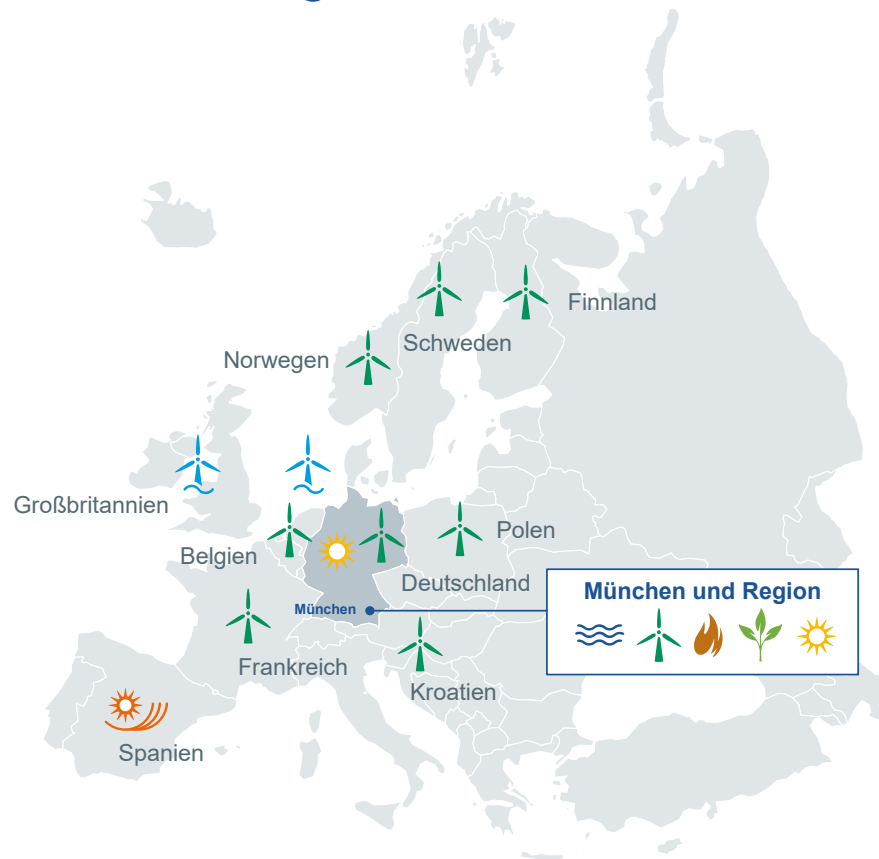 Finnland
Schweden
Norwegen
Großbritannien
Polen
Belgien
Deutschland
München und Region
München
Frankreich
Kroatien
Spanien